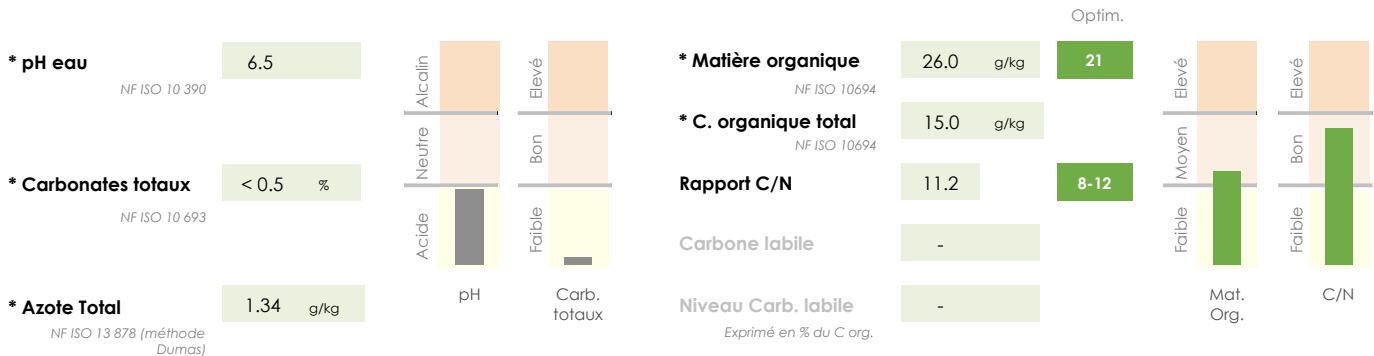 Optim.
* pH eau 6.5
NF ISO 10 390
* Carbonates totaux < 0.5 %
NF ISO 10 693
* Azote Total 1.34 g/kg
NF ISO 13 878 (méthode
Dumas)
Alcalin
Neutre
Acide
pH
Elevé
Bon
Faible
Carb.
totaux
* Matière organique 26.0 g/kg 21
NF ISO 10694
* C. organique total 15.0 g/kg
NF ISO 10694
Rapport C/N 11.2 8-12
Carbone labile -
Niveau Carb. labile -
Exprimé en % du C org.
Elevé
Moyen
Faible
Mat.
Org.
Elevé
Bon
Faible
C/N